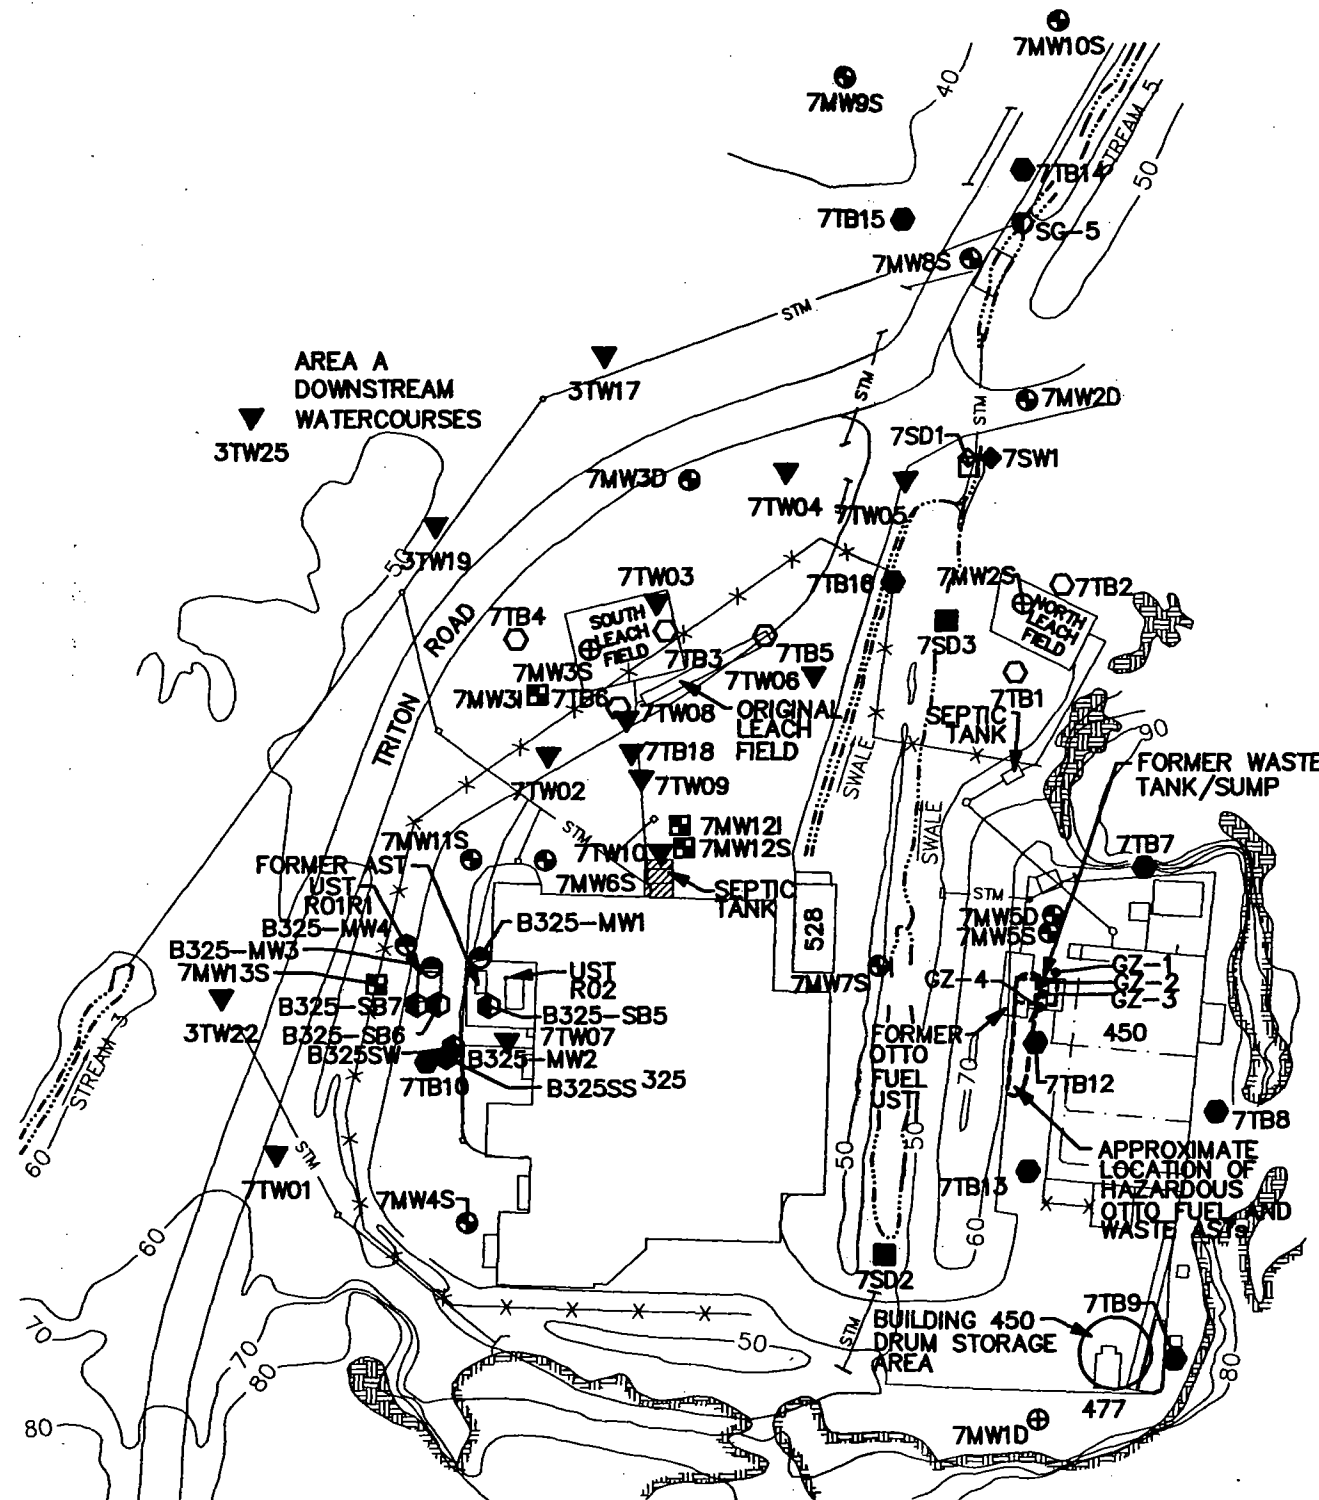 7MW10S
7MW9S
40
STREAM 5
7TB14
50
7TB15
SG-5
7MW8S
STM
AREA A
DOWNSTREAM
WATERCOURSES
3TW17
3TW25
STM
STM
7MW2D
7SD1
7SW1
7MW3D
7TW04
7TW05
3TW19
50
7TW03
7TB16
7MW2S
7TB2
NORTH
LEACH
FIELD
7TB4
SOUTH
LEACH
FIELD
7SD3
TRITON ROAD
7MW3S
7TB3
7TB5
7TW06
7TB1
7MW3I
7TB6
7TW08
ORIGINAL
LEACH
FIELD
SEPTIC
TANK
90
7TB18
SWALE
FORMER WASTE
TANK/SUMP
7TW02
7TW09
STM
7MW12I
SWALE
7MW11S
7TW10
7MW12S
7TB7
FORMER AST
7MW6S
SEPTIC
TANK
STM
UST
R01R1
B325-MW4
B325-MW1
528
7MW5D
7MW5S
B325-MW3
7MW13S
UST
R02
7MW7S
GZ-4
GZ-1
GZ-2
GZ-3
B325-SB7
B325-SB5
3TW22
B325-SB6
7TW07
FORMER
OTTO
FUEL
UST
450
B325SW
B325-MW2
7TB10
B325SS
325
70
7TB12
STREAM 3
7TB8
60
STM
50
50
APPROXIMATE
LOCATION OF
HAZARDOUS
OTTO FUEL AND
WASTE ASTs
7TW01
7TB13
7MW4S
60
60
7SD2
7TB9
70
70
50
STM
BUILDING 450
DRUM STORAGE
AREA
80
80
80
477
7MW1D